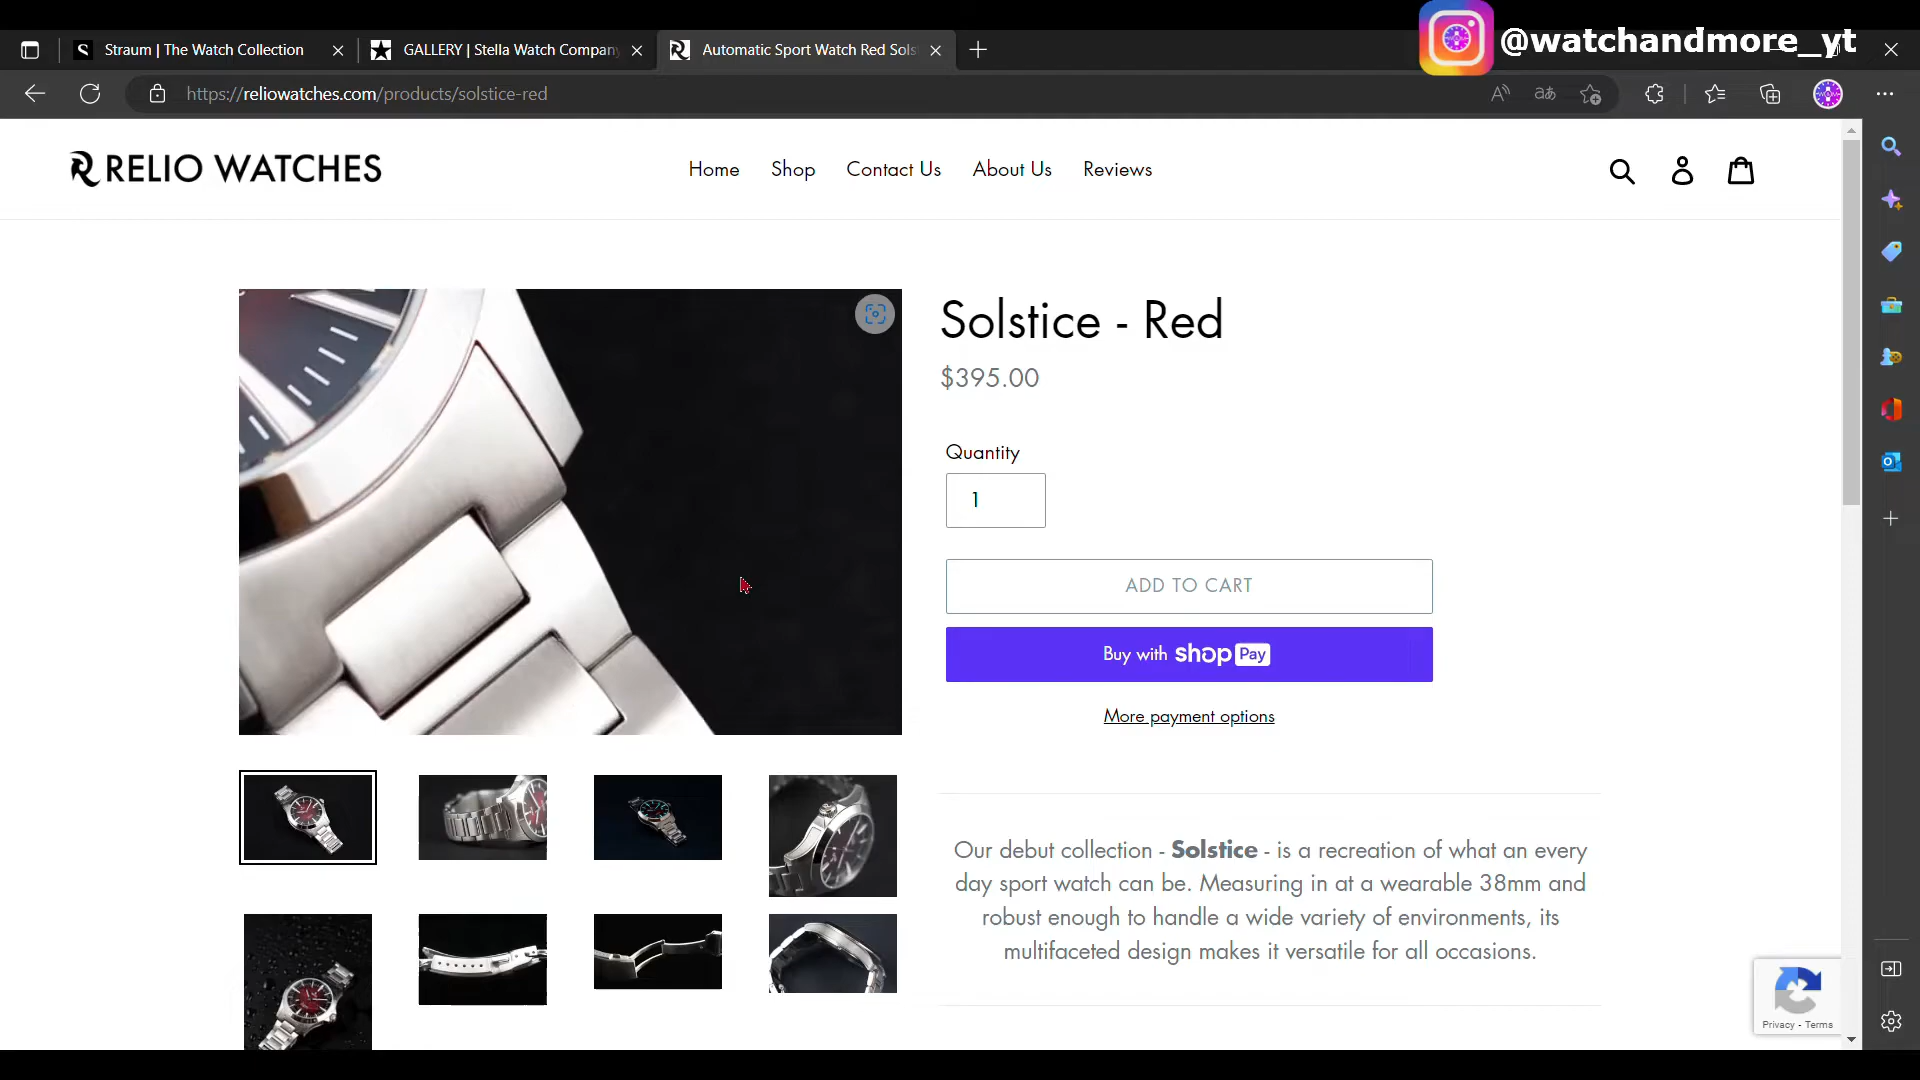 @watchandmore_yt
Straum | The Watch Collection
GALLERY | Stella Watch Company
Automatic Sport Watch Red Sols
https://reliowatches.com/products/solstice-red
RELIO WATCHES
Home
Shop
Contact Us
About Us
Reviews
Solstice - Red
$395.00
Quantity
1
ADD TO CART
Buy with shop Pay
More payment options
Our debut collection - Solstice - is a recreation of what an every
day sport watch can be. Measuring in at a wearable 38mm and
robust enough to handle a wide variety of environments, its
multifaceted design makes it versatile for all occasions.
Privacy - Terms